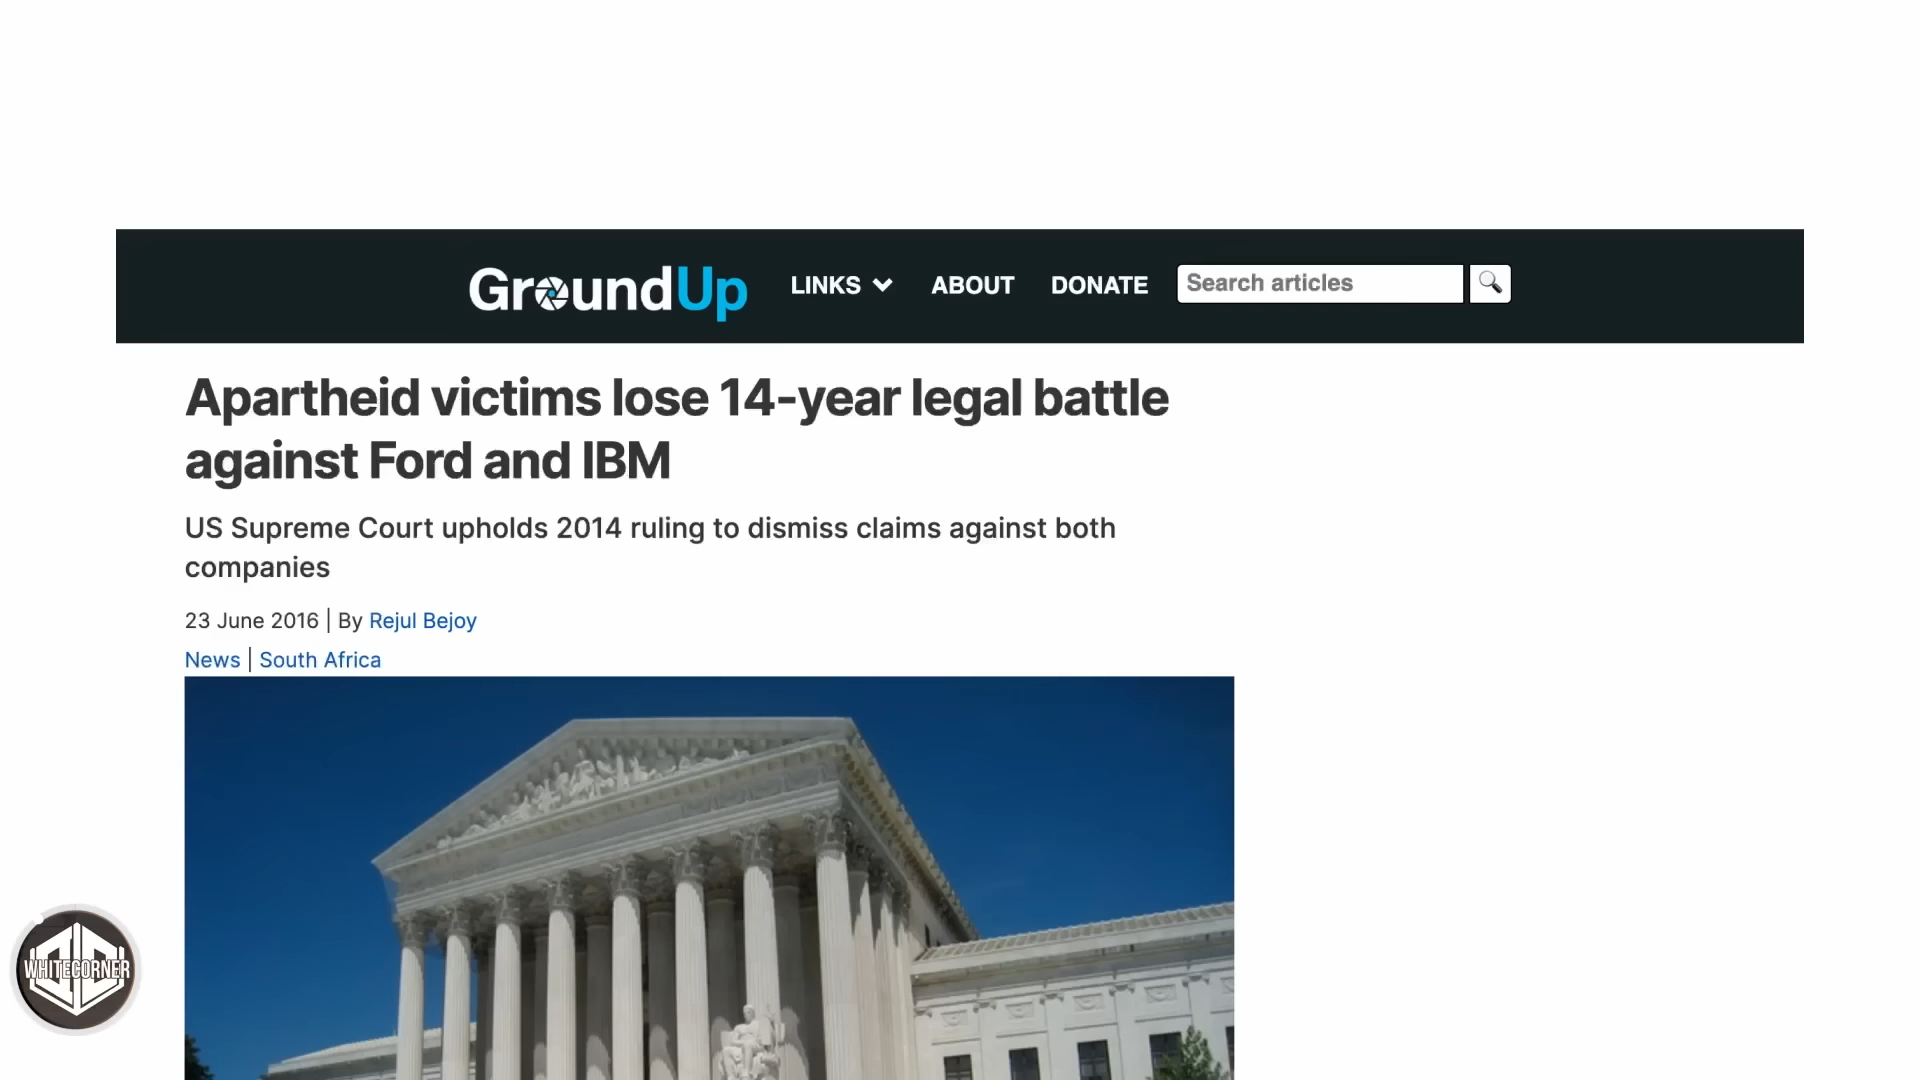 GroundUp LINKS ABOUT DONATE Search articles
Apartheid victims lose 14-year legal battle
against Ford and IBM
US Supreme Court upholds 2014 ruling to dismiss claims against both
companies
23 June 2016 | By Rejul Bejoy
News | South Africa
WHITECORNER